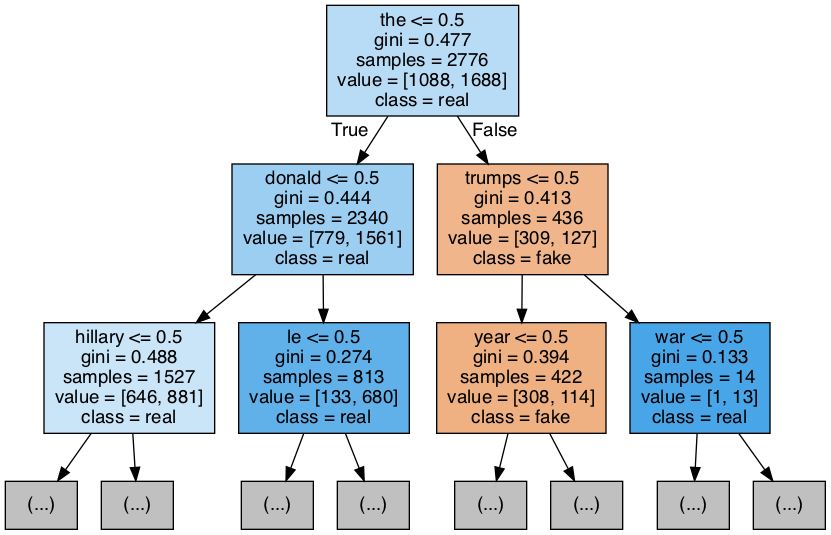 the <= 0.5
gini = 0.477
samples = 2776
value = [1088, 1688]
class = real
True
False
donald <= 0.5
gini = 0.444
samples = 2340
value = [779, 1561]
class = real
trumps <= 0.5
gini = 0.413
samples = 436
value = [309, 127]
class = fake
hillary <= 0.5
gini = 0.488
samples = 1527
value = [646, 881]
class = real
le <= 0.5
gini = 0.274
samples = 813
value = [133, 680]
class = real
year <= 0.5
gini = 0.394
samples = 422
value = [308, 114]
class = fake
war <= 0.5
gini = 0.133
samples = 14
value = [1, 13]
class = real
(...)
(...)
(...)
(...)
(...)
(...)
(...)
(...)